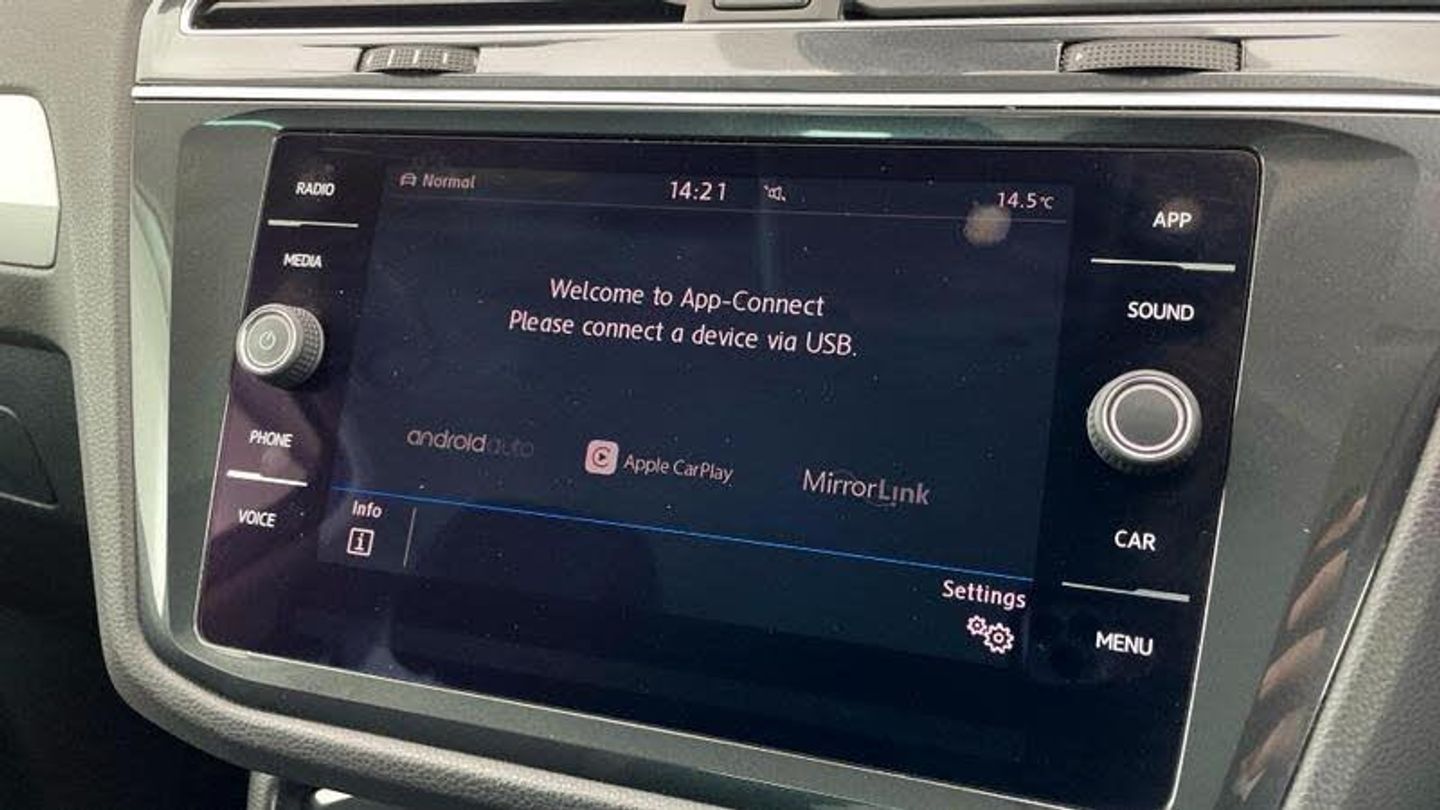 RADIO
MEDIA
PHONE
VOICE
Normal
14:21
14.5°C
Welcome to App-Connect
Please connect a device via USB.
androidauto
Apple CarPlay
MirrorLink
Info
i
Settings
APP
SOUND
CAR
MENU